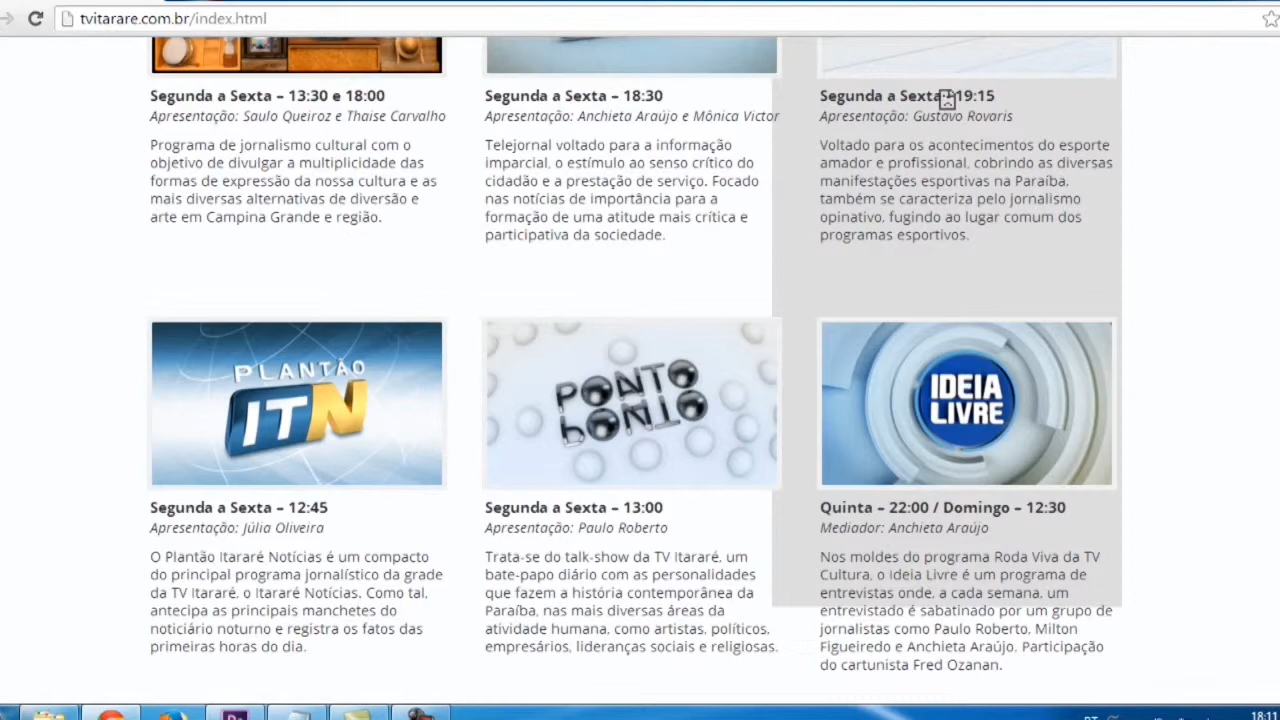 tvitarare.com.br/index.html
Segunda a Sexta – 13:30 e 18:00
Apresentação: Saulo Queiroz e Thaise Carvalho
Programa de jornalismo cultural com o
objetivo de divulgar a multiplicidade das
formas de expressão da nossa cultura e as
mais diversas alternativas de diversão e
arte em Campina Grande e região.
Segunda a Sexta – 18:30
Apresentação: Anchieta Araújo e Mônica Victor
Telejornal voltado para a informação
imparcial, o estímulo ao senso crítico do
cidadão e a prestação de serviço. Focado
nas notícias de importância para a
formação de uma atitude mais crítica e
participativa da sociedade.
Segunda a Sexta – 19:15
Apresentação: Gustavo Rovaris
Voltado para os acontecimentos do esporte
amador e profissional, cobrindo as diversas
manifestações esportivas na Paraíba,
também se caracteriza pelo jornalismo
opinativo, fugindo ao lugar comum dos
programas esportivos.
PLANTÃO
ITN
Segunda a Sexta – 12:45
Apresentação: Júlia Oliveira
O Plantão Itararé Notícias é um compacto
do principal programa jornalístico da grade
da TV Itararé, o Itararé Notícias. Como tal,
antecipa as principais manchetes do
noticiário noturno e registra os fatos das
primeiras horas do dia.
PONTO
PONTO
Segunda a Sexta – 13:00
Apresentação: Paulo Roberto
Trata-se do talk-show da TV Itararé, um
bate-papo diário com as personalidades
que fazem a história contemporânea da
Paraíba, nas mais diversas áreas da
atividade humana, como artistas, políticos,
empresários, lideranças sociais e religiosas.
IDEIA
LIVRE
Quinta – 22:00 / Domingo – 12:30
Mediador: Anchieta Araújo
Nos moldes do programa Roda Viva da TV
Cultura, o Ideia Livre é um programa de
entrevistas onde, a cada semana, um
entrevistado é sabatinado por um grupo de
jornalistas como Paulo Roberto, Milton
Figueiredo e Anchieta Araújo. Participação
do cartunista Fred Ozanan.
PT
18:11